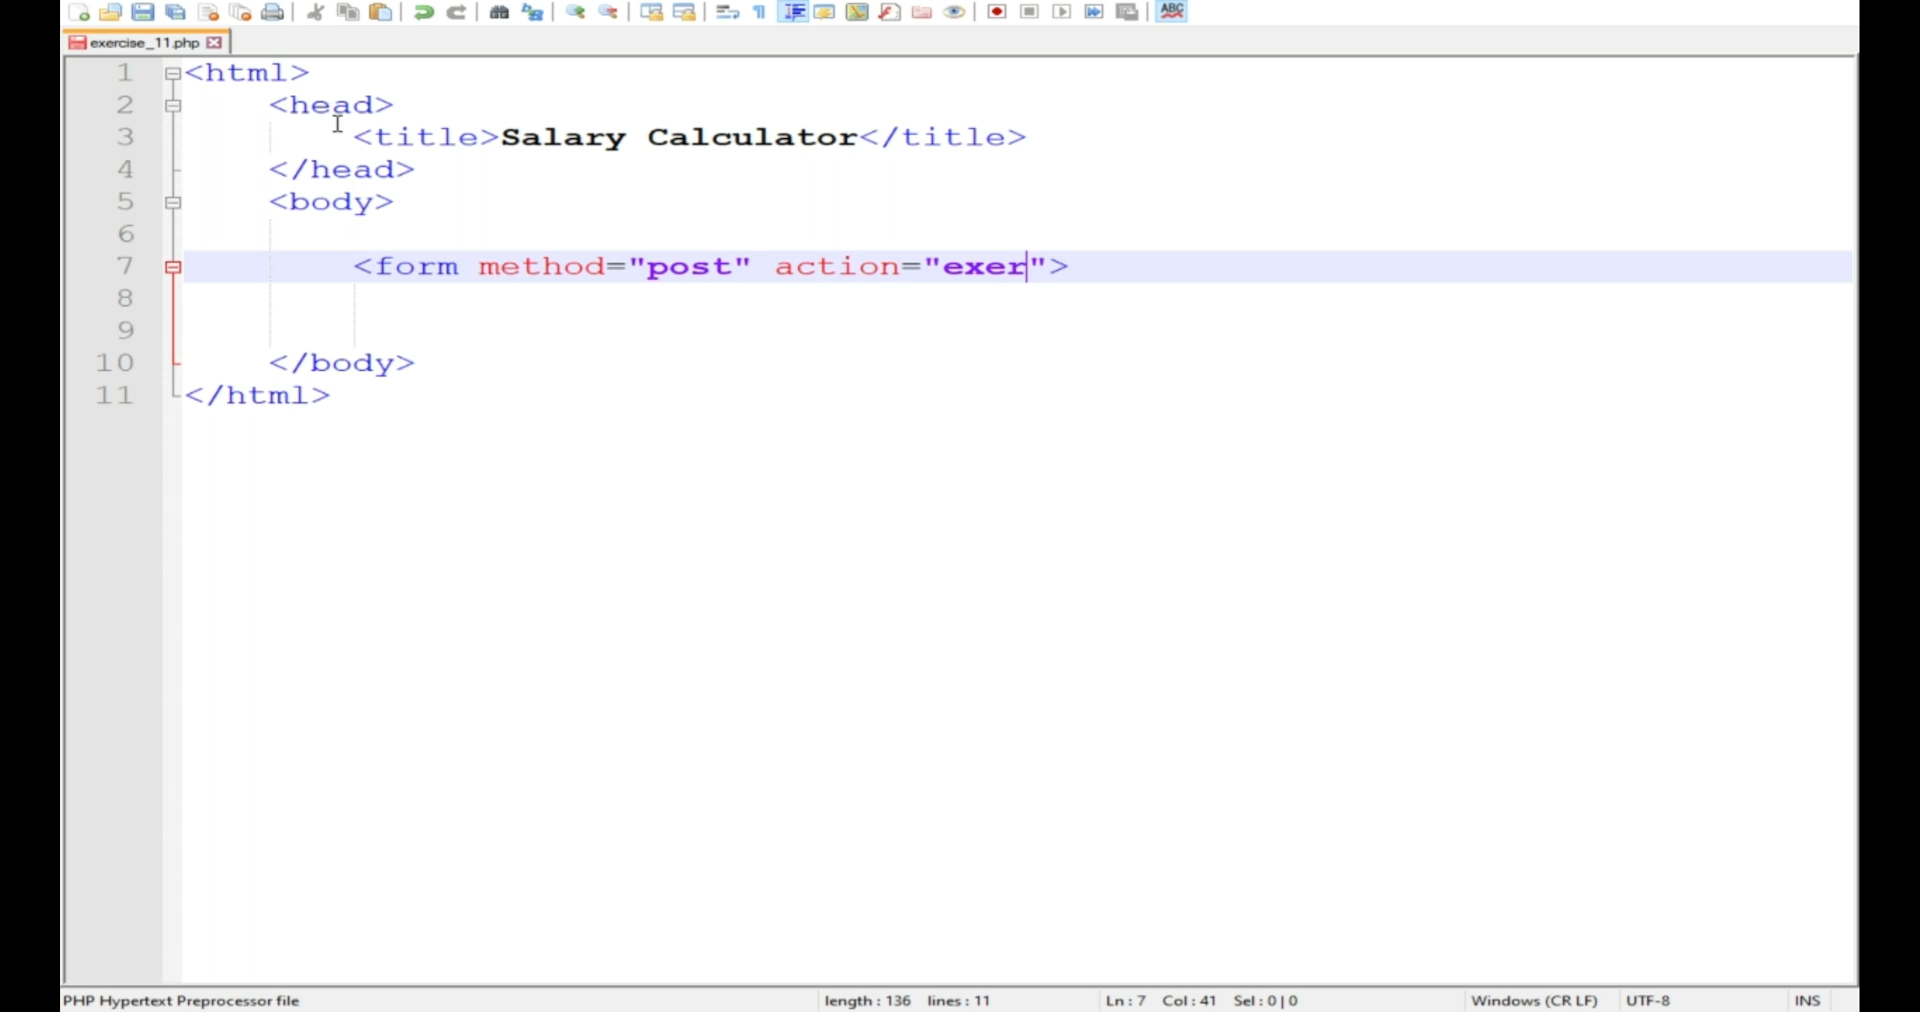 ABC
exercise_11.php
1 <html>
2 <head>
3 <title>Salary Calculator</title>
4 </head>
5 <body>
6
7 <form method="post" action="exer">
8
9
10 </body>
11 </html>
PHP Hypertext Preprocessor file length : 136 lines : 11 Ln : 7 Col : 41 Sel : 0 | 0 Windows (CR LF) UTF-8 INS